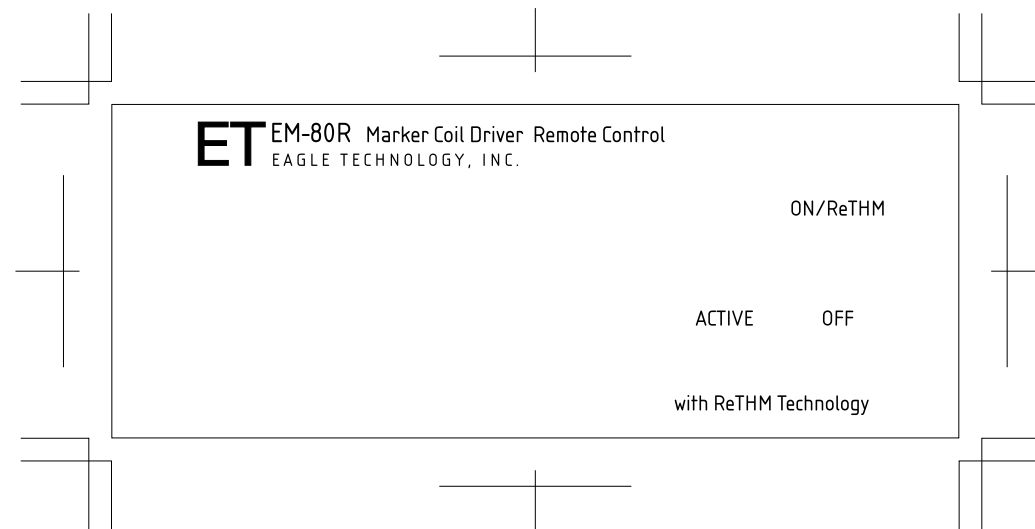 ET EM-80R Marker Coil Driver Remote Control
EAGLE TECHNOLOGY, INC.
ON/ReTHM
ACTIVE OFF
with ReTHM Technology